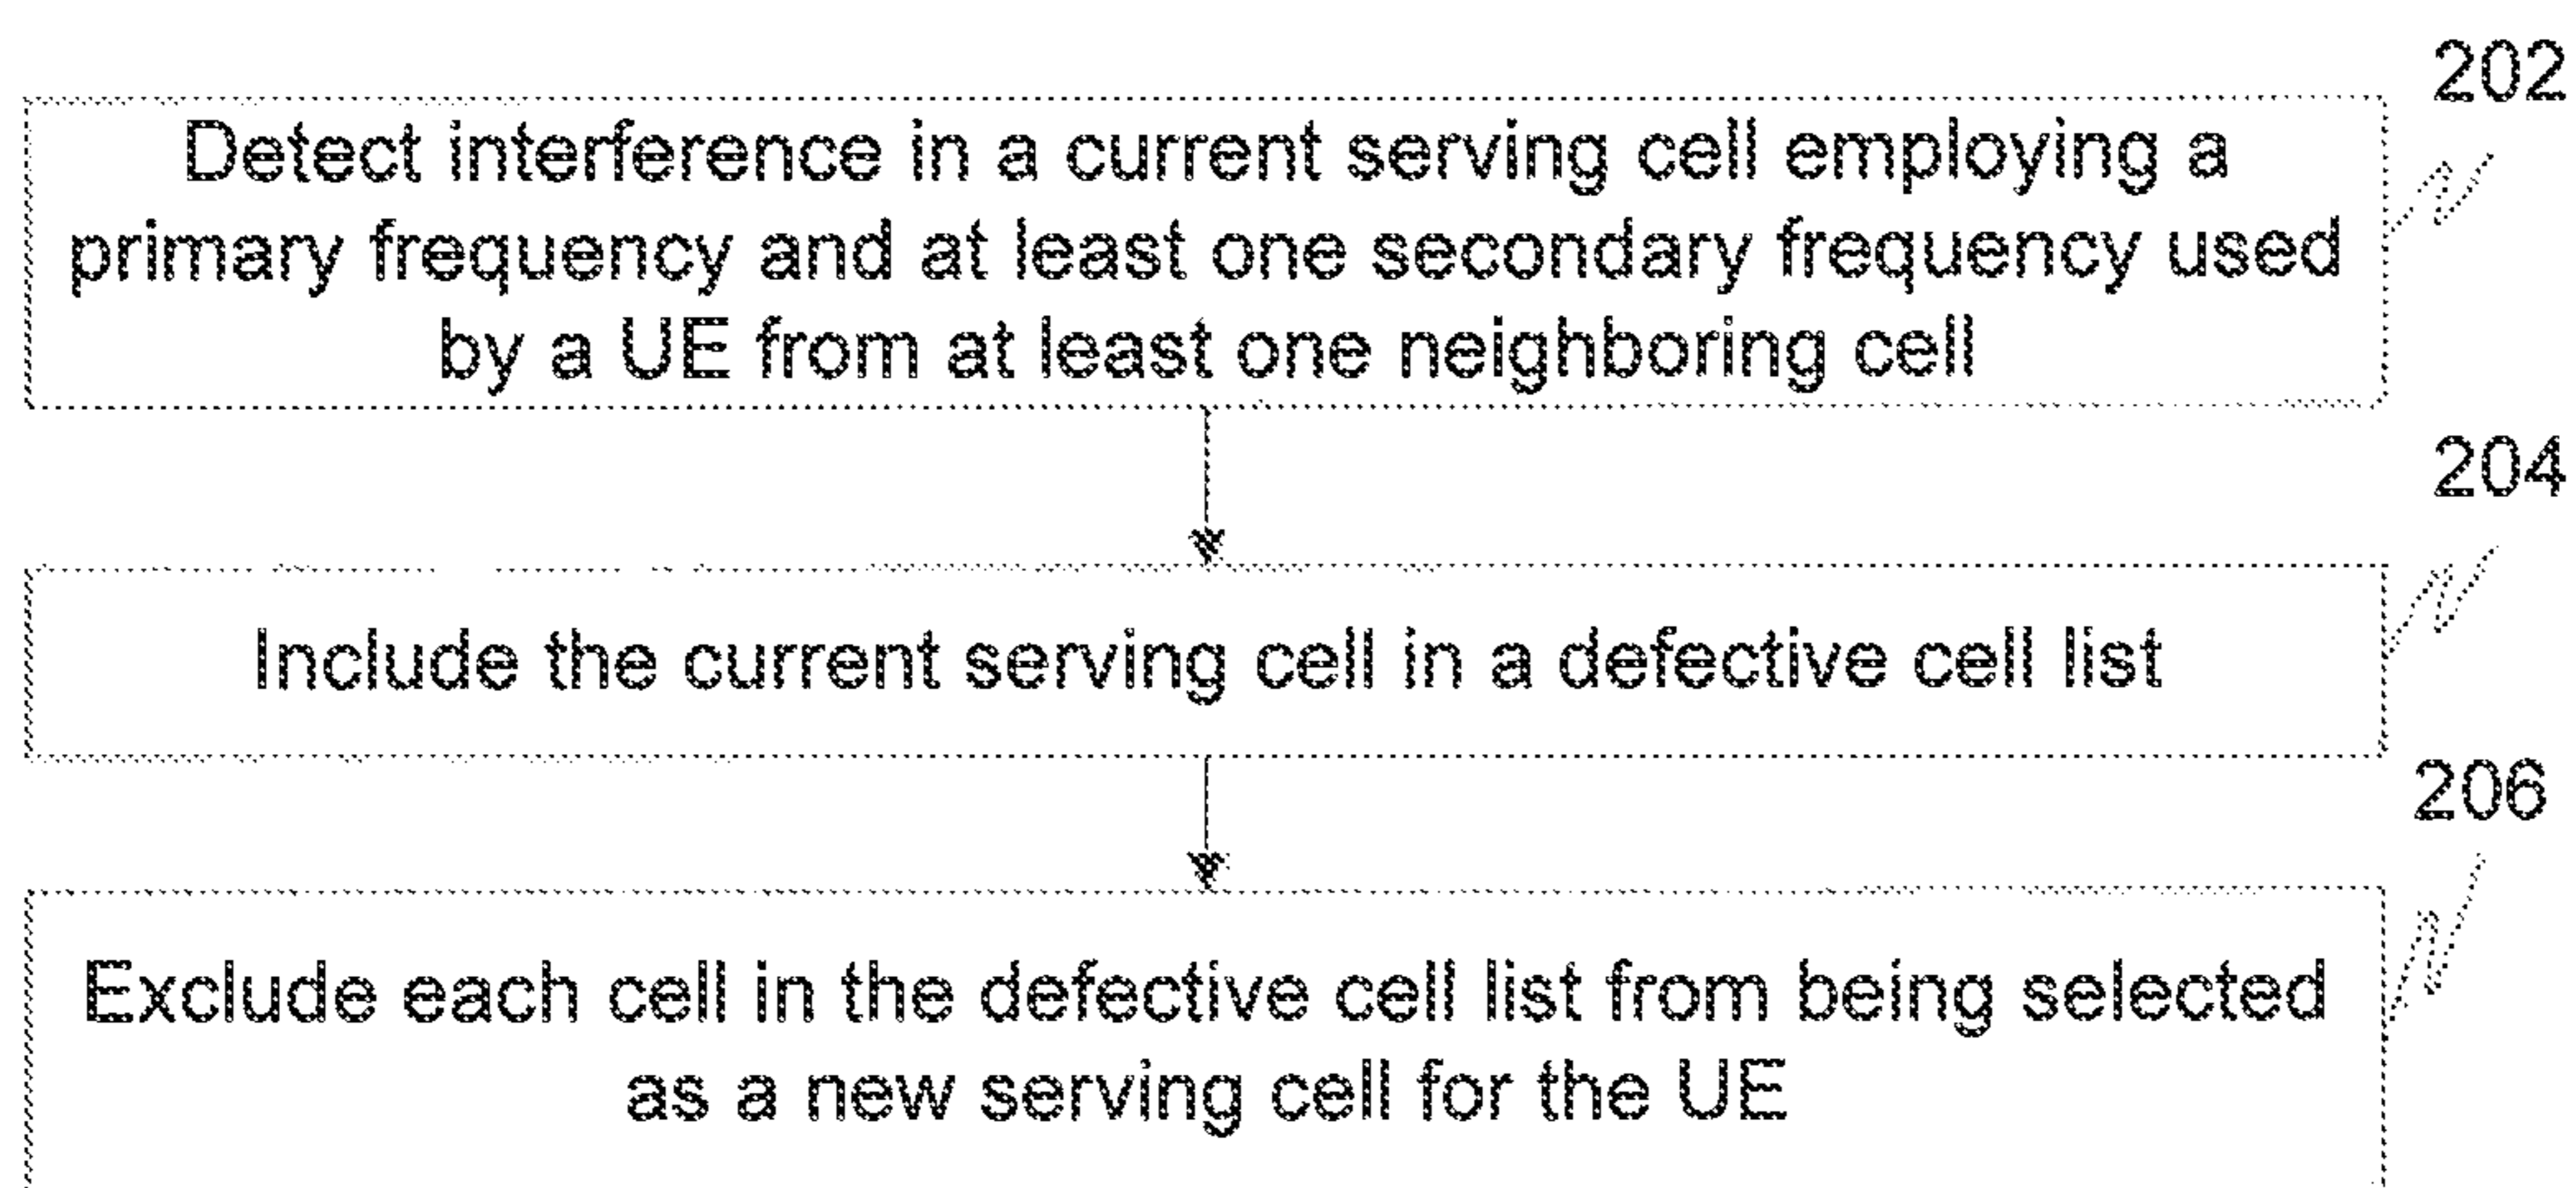 202
Detect interference in a current serving cell employing a
primary frequency and at least one secondary frequency used
by a UE from at least one neighboring cell
204
Include the current serving cell in a defective cell list
206
Exclude each cell in the defective cell list from being selected
as a new serving cell for the UE